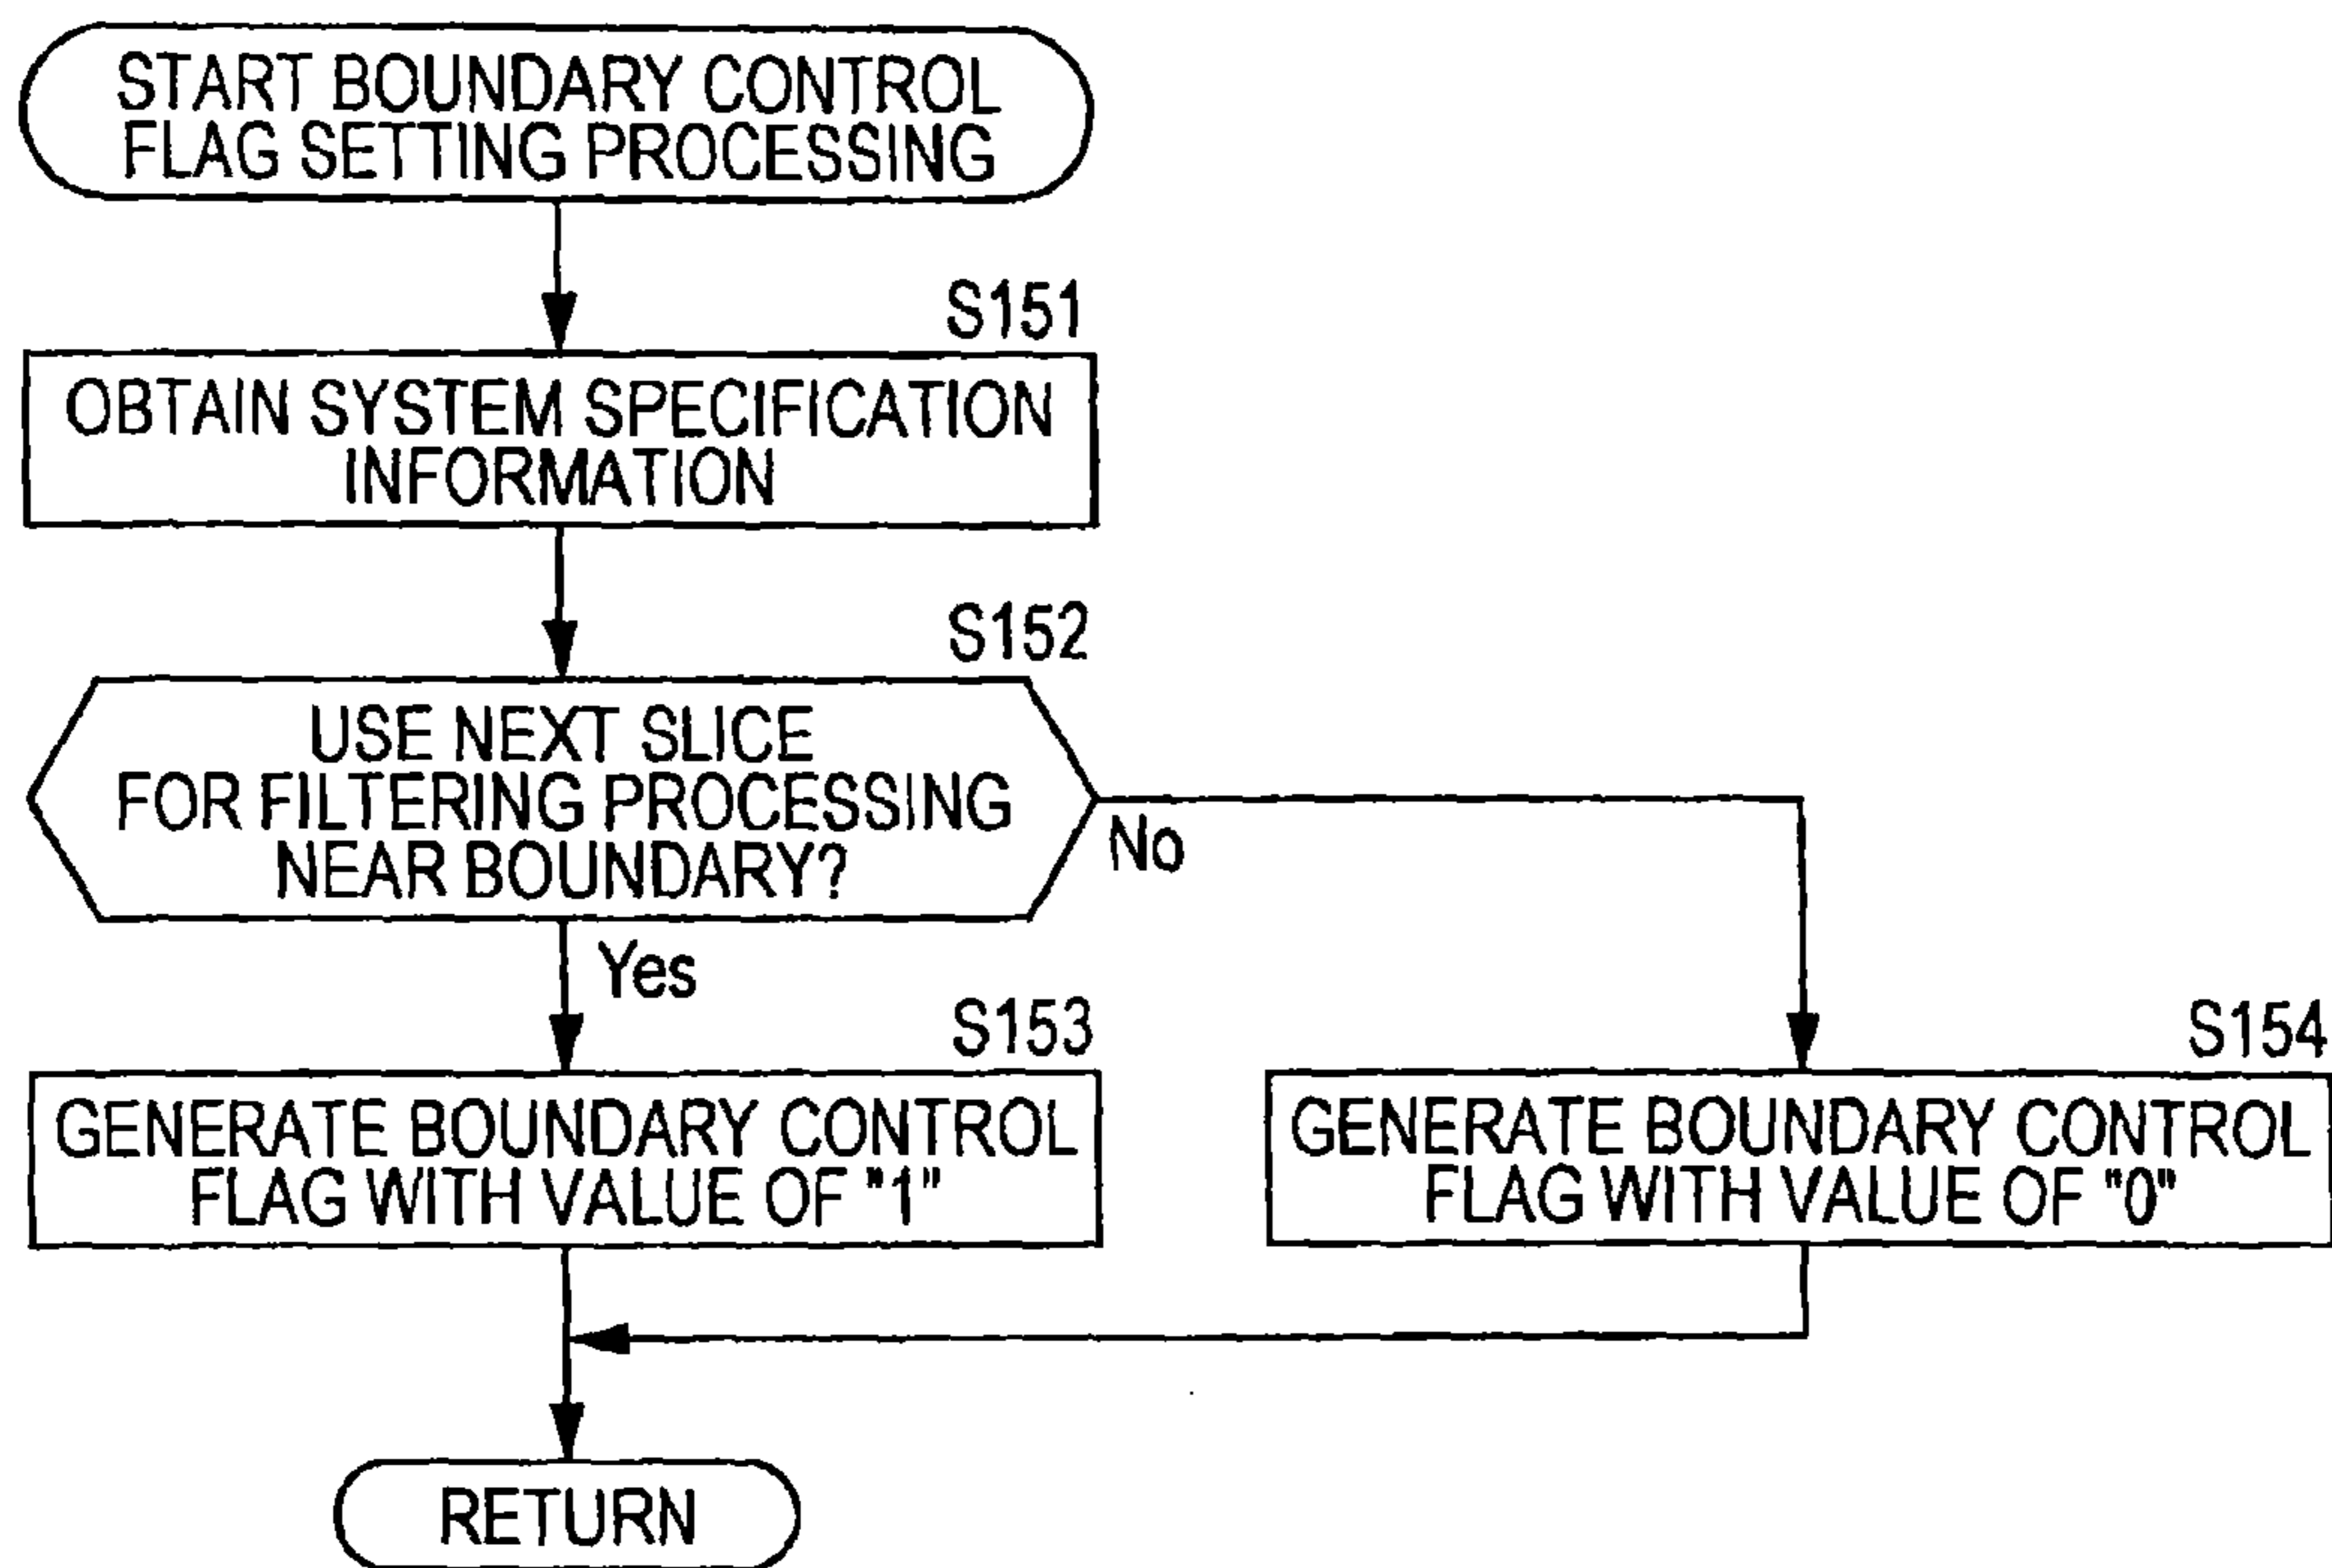 START BOUNDARY CONTROL
FLAG SETTING PROCESSING
S151
OBTAIN SYSTEM SPECIFICATION
INFORMATION
S152
USE NEXT SLICE
FOR FILTERING PROCESSING
NEAR BOUNDARY?
No
Yes
S153
GENERATE BOUNDARY CONTROL
FLAG WITH VALUE OF "1"
S154
GENERATE BOUNDARY CONTROL
FLAG WITH VALUE OF "0"
RETURN